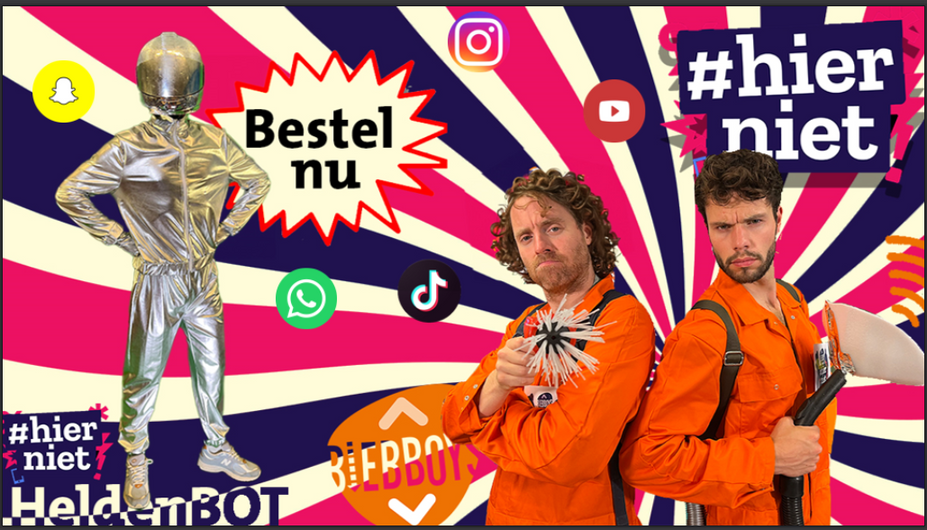 Bestel
nu
#hier
niet
#hier
niet
HeldenBOT
BIEBBOYS